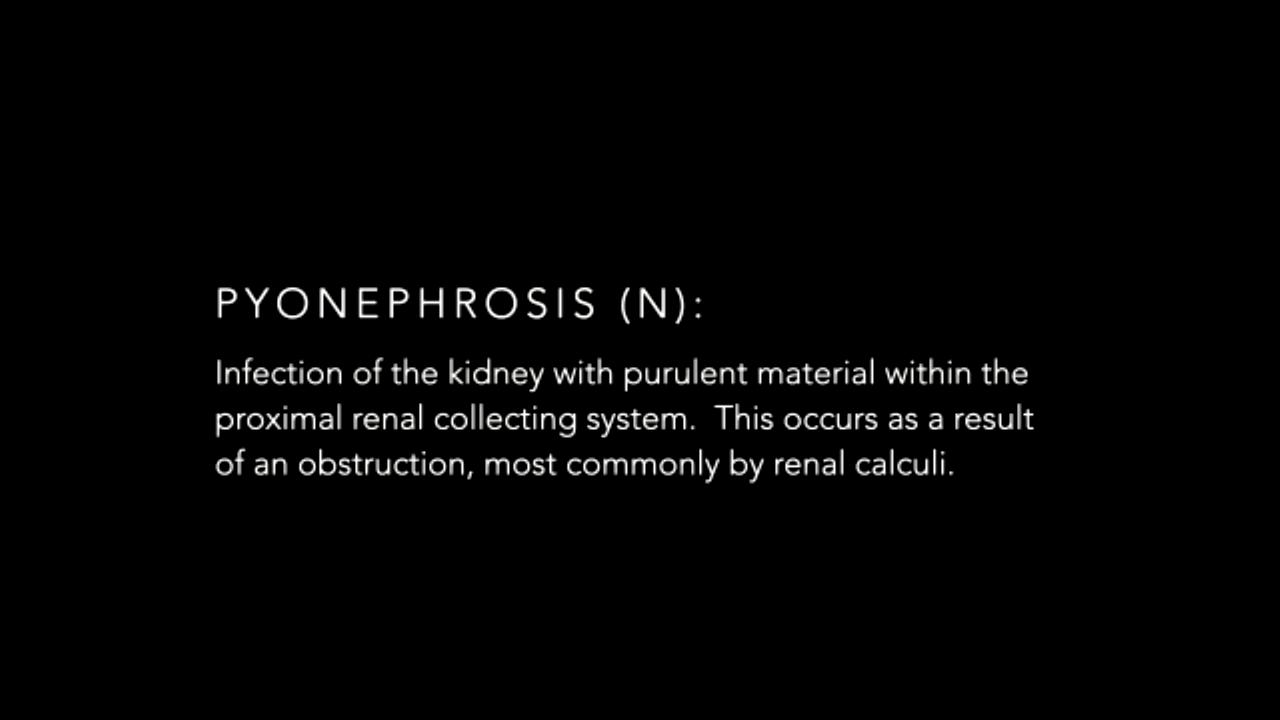 PYONEPHROSIS (N):
Infection of the kidney with purulent material within the
proximal renal collecting system.  This occurs as a result
of an obstruction, most commonly by renal calculi.